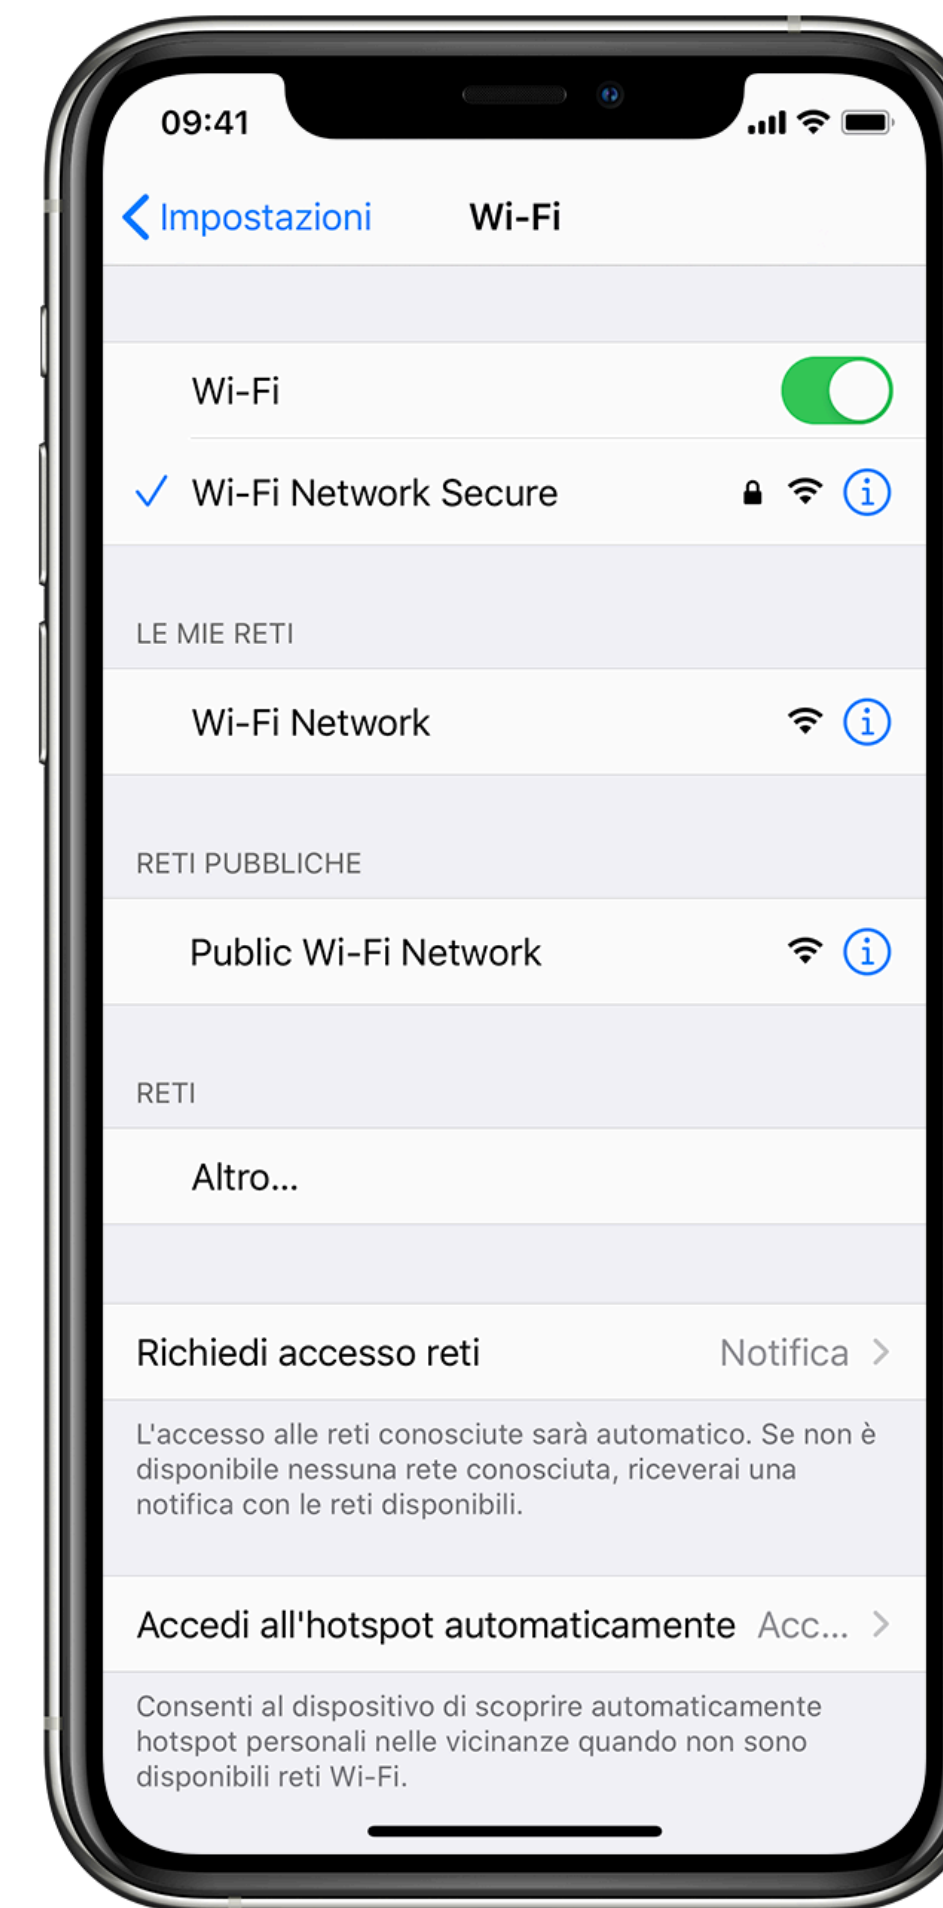 09:41
Impostazioni
Wi-Fi
Wi-Fi
Wi-Fi Network Secure
LE MIE RETI
Wi-Fi Network
RETI PUBBLICHE
Public Wi-Fi Network
RETI
Altro...
Richiedi accesso reti Notifica
L'accesso alle reti conosciute sarà automatico. Se non è
disponibile nessuna rete conosciuta, riceverai una
notifica con le reti disponibili.
Accedi all'hotspot automaticamente Acc...
Consenti al dispositivo di scoprire automaticamente
hotspot personali nelle vicinanze quando non sono
disponibili reti Wi-Fi.